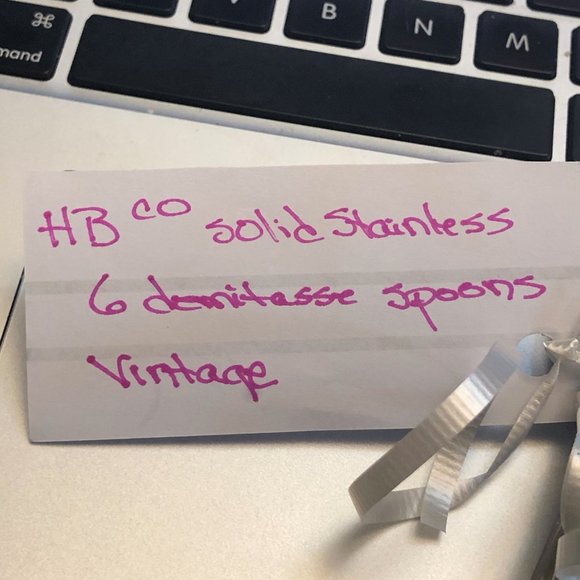 ⌘
mand
B
N
M
HB CO Solid Stainless
6 demitasse spoons
Vintage